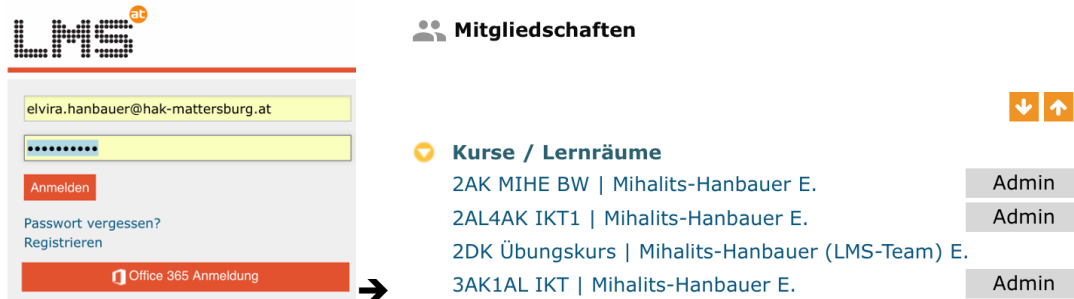 LMS at
elvira.hanbauer@hak-mattersburg.at
••••••••••
Anmelden
Passwort vergessen?
Registrieren
Office 365 Anmeldung
Mitgliedschaften
Kurse / Lernräume
2AK MIHE BW | Mihalits-Hanbauer E. Admin
2AL4AK IKT1 | Mihalits-Hanbauer E. Admin
2DK Übungskurs | Mihalits-Hanbauer (LMS-Team) E.
3AK1AL IKT | Mihalits-Hanbauer E. Admin